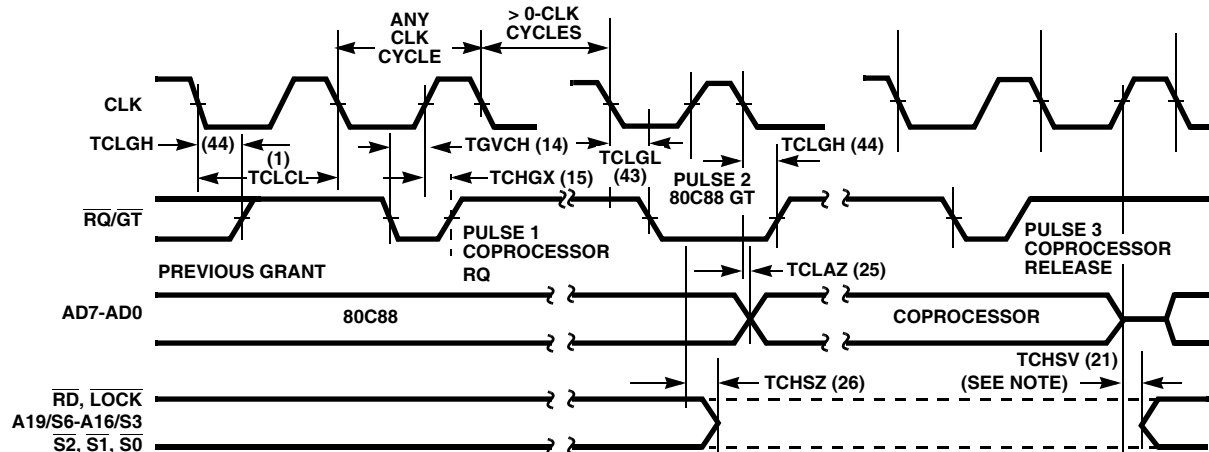 ANY
CLK
CYCLE
> 0-CLK
CYCLES
CLK
TCLGH
(44)
(1)
TCLCL
TGVCH (14)
TCHGX (15)
TCLGL
(43)
PULSE 2
80C88 GT
TCLGH (44)
RQ/GT
PREVIOUS GRANT
PULSE 1
COPROCESSOR
RQ
PULSE 3
COPROCESSOR
RELEASE
TCLAZ (25)
AD7-AD0
80C88
COPROCESSOR
TCHSZ (26)
TCHSV (21)
(SEE NOTE)
RD, LOCK
A19/S6-A16/S3
S2, S1, S0